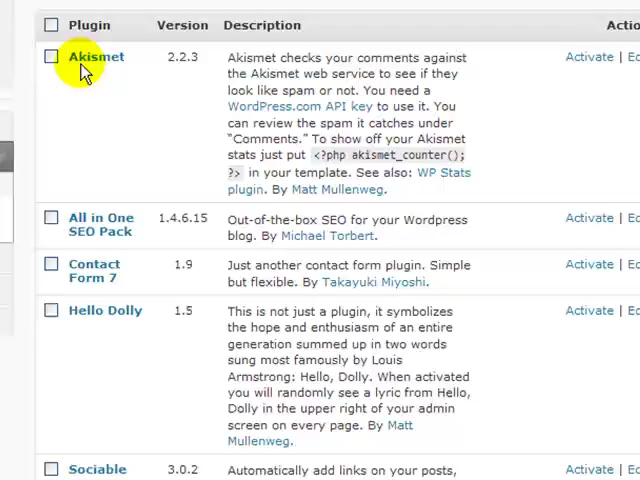 Plugin Version Description Actio
Akismet 2.2.3 Akismet checks your comments against Activate | Ed
the Akismet web service to see if they
look like spam or not. You need a
WordPress.com API key to use it. You
can review the spam it catches under
“Comments.” To show off your Akismet
stats just put <?php akismet_counter();
?> in your template. See also: WP Stats
plugin. By Matt Mullenweg.
All in One 1.4.6.15 Out-of-the-box SEO for your Wordpress Activate | Ed
SEO Pack blog. By Michael Torbert.
Contact 1.9 Just another contact form plugin. Simple Activate | Ed
Form 7 but flexible. By Takayuki Miyoshi.
Hello Dolly 1.5 This is not just a plugin, it symbolizes Activate | Ed
the hope and enthusiasm of an entire
generation summed up in two words
sung most famously by Louis
Armstrong: Hello, Dolly. When activated
you will randomly see a lyric from Hello,
Dolly in the upper right of your admin
screen on every page. By Matt
Mullenweg.
Sociable 3.0.2 Automatically add links on your posts, Activate | Ed